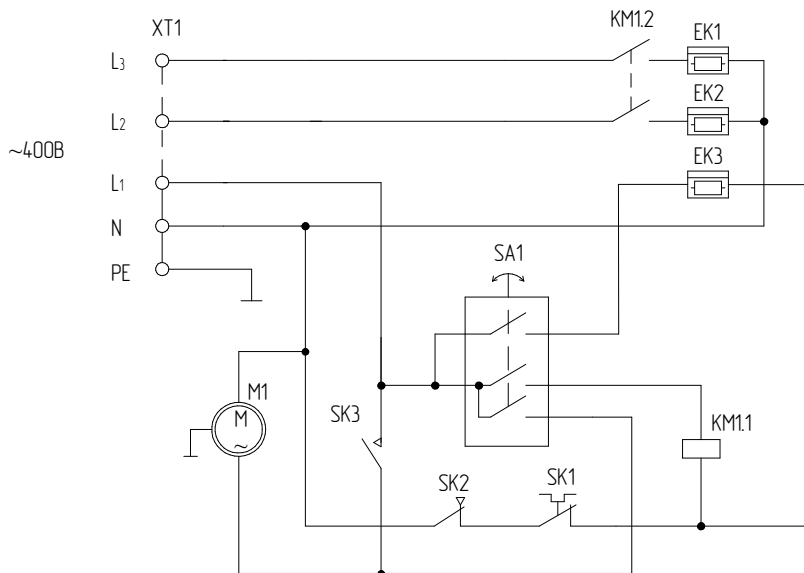 XT1
KM1.2
EK1
L3
EK2
L2
~400В
EK3
L1
N
SA1
PE
M1
M
~
SK3
KM1.1
SK2
SK1